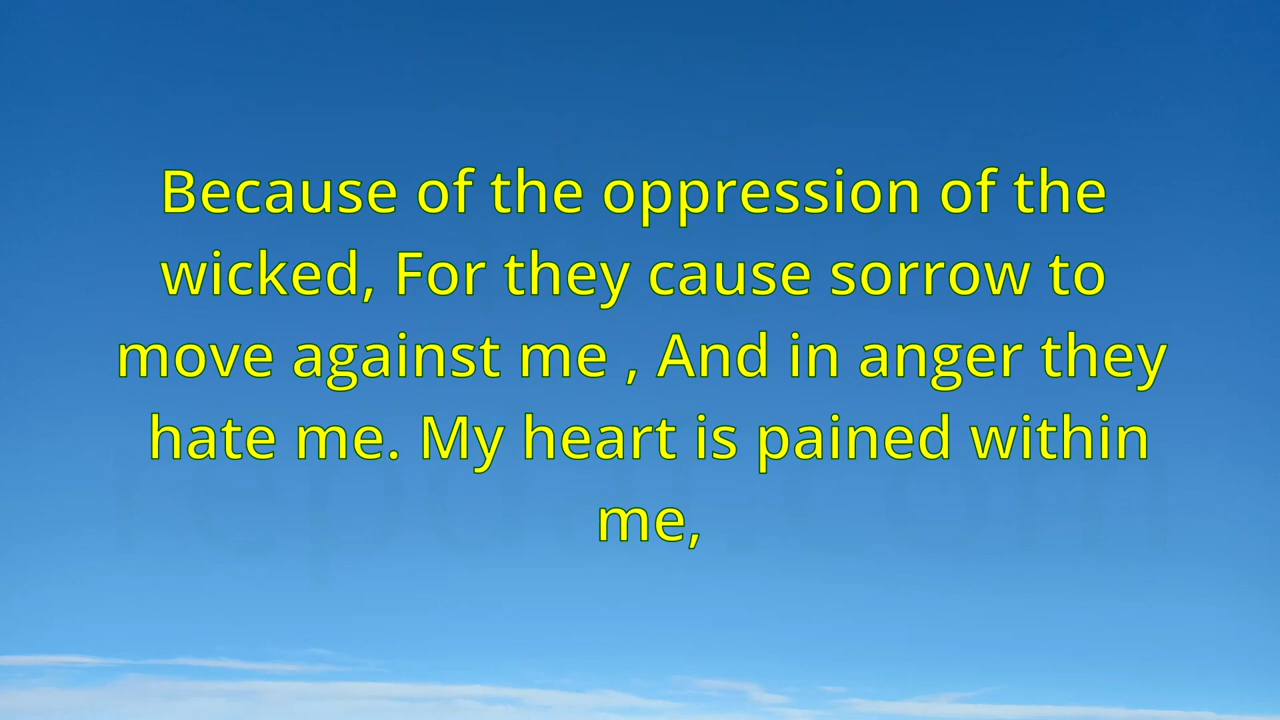 Because of the oppression of the
wicked, For they cause sorrow to
move against me , And in anger they
hate me. My heart is pained within
me,